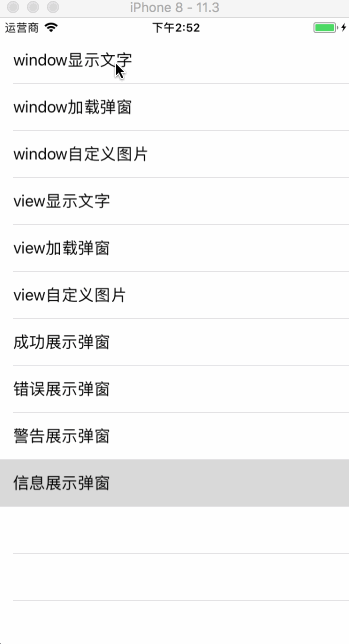 iPhone 8 - 11.3
运营商 下午2:52
window显示文字
window加载弹窗
window自定义图片
view显示文字
view加载弹窗
view自定义图片
成功展示弹窗
错误展示弹窗
警告展示弹窗
信息展示弹窗